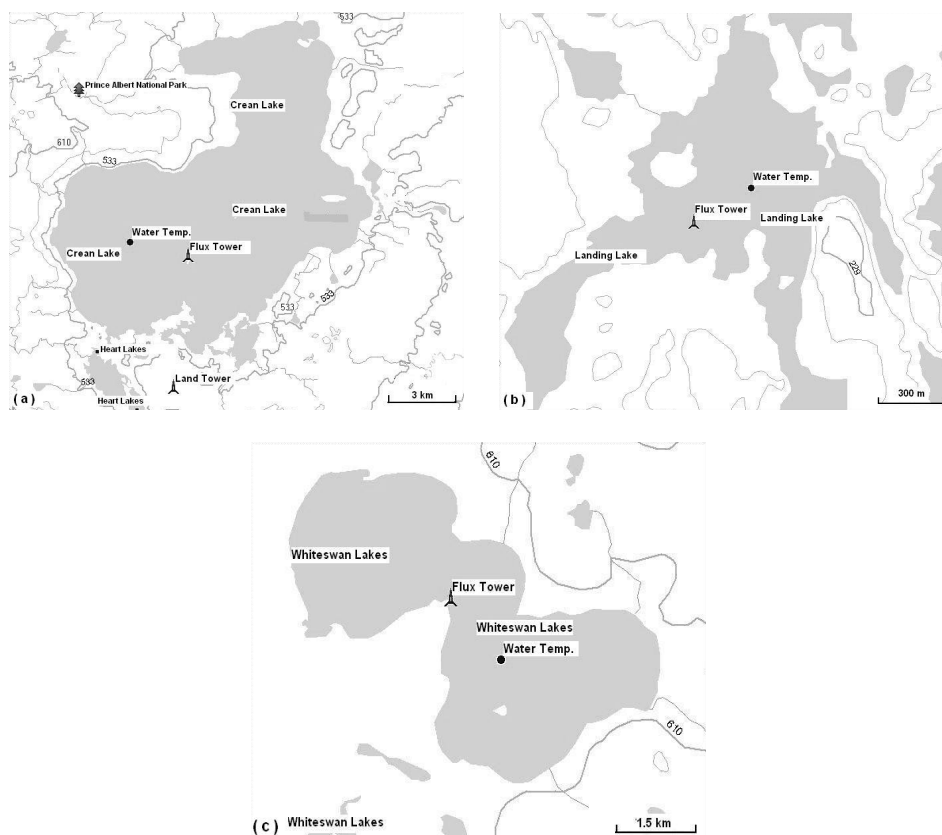 533
Prince Albert National Park
Crean Lake
610
533
Crean Lake
Water Temp.
Crean Lake
Flux Tower
533
533
Heart Lakes
533
Land Tower
Heart Lakes
3 km
(a)
Water Temp.
Flux Tower
Landing Lake
Landing Lake
229
300 m
(b)
610
Whiteswan Lakes
Flux Tower
Whiteswan Lakes
Water Temp.
610
Whiteswan Lakes
1.5 km
(c)